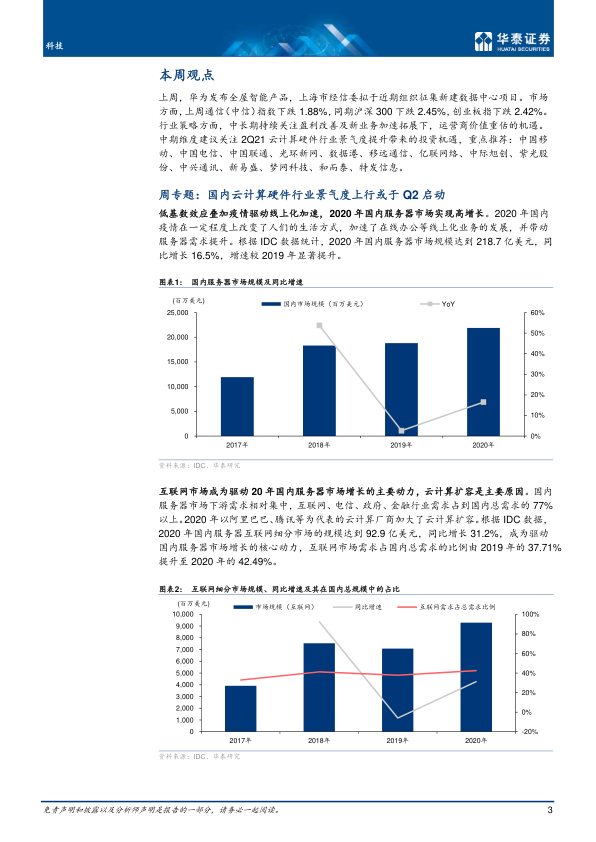 科技
华泰证券
HUATAI SECURITIES
本周观点
上周，华为发布全屋智能产品，上海市经信委拟于近期组织征集新建数据中心项目。市场
方面，上周通信（中信）指数下跌 1.88%，同期沪深 300 下跌 2.45%，创业板指下跌 2.42%。
行业策略方面，中长期持续关注盈利改善及新业务加速拓展下，运营商价值重估的机遇。
中期维度建议关注 2Q21 云计算硬件行业景气度提升带来的投资机遇，重点推荐：中国移
动、中国电信、中国联通、光环新网、数据港、移远通信、亿联网络、中际旭创、紫光股
份、中兴通讯、新易盛、梦网科技、和而泰、特发信息。
周专题：国内云计算硬件行业景气度上行或于 Q2 启动
低基数效应叠加疫情驱动线上化加速，2020 年国内服务器市场实现高增长。2020 年国内
疫情在一定程度上改变了人们的生活方式，加速了在线办公等线上化业务的发展，并带动
服务器需求提升。根据 IDC 数据统计，2020 年国内服务器市场规模达到 218.7 亿美元，同
比增长 16.5%，增速较 2019 年显著提升。
图表1： 国内服务器市场规模及同比增速
(百万美元)
国内市场规模（百万美元） YoY
25,000 60%
50%
20,000
40%
15,000
30%
10,000
20%
5,000
10%
0 0%
2017年 2018年 2019年 2020年
资料来源：IDC、华泰研究
互联网市场成为驱动 20 年国内服务器市场增长的主要动力，云计算扩容是主要原因。国内
服务器市场下游需求相对集中，互联网、电信、政府、金融行业需求占到国内总需求的 77%
以上。2020 年以阿里巴巴、腾讯等为代表的云计算厂商加大了云计算扩容。根据 IDC 数据，
2020 年国内服务器互联网细分市场的规模达到 92.9 亿美元，同比增长 31.2%，成为驱动
国内服务器市场增长的核心动力，互联网市场需求占国内总需求的比例由 2019 年的 37.71%
提升至 2020 年的 42.49%。
图表2： 互联网细分市场规模、同比增速及其在国内总规模中的占比
(百万美元)
市场规模（互联网） 同比增速 互联网需求占总需求比例
10,000 100%
9,000
8,000 80%
7,000 60%
6,000
5,000 40%
4,000
3,000 20%
2,000 0%
1,000
0 -20%
2017年 2018年 2019年 2020年
资料来源：IDC、华泰研究
免责声明和披露以及分析师声明是报告的一部分，请务必一起阅读。 3